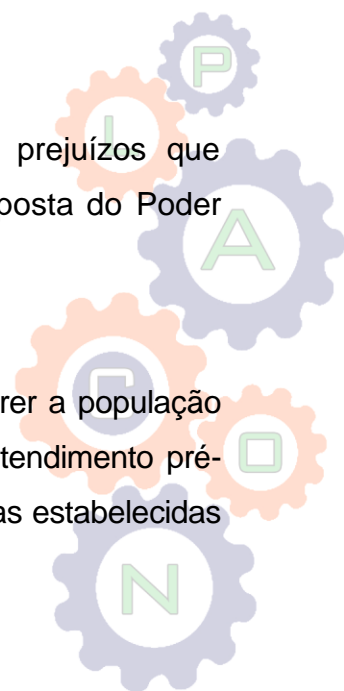 P
L
prejuízos que
posta do Poder
A
C
rer a população
O
tendimento pré-
as estabelecidas
N